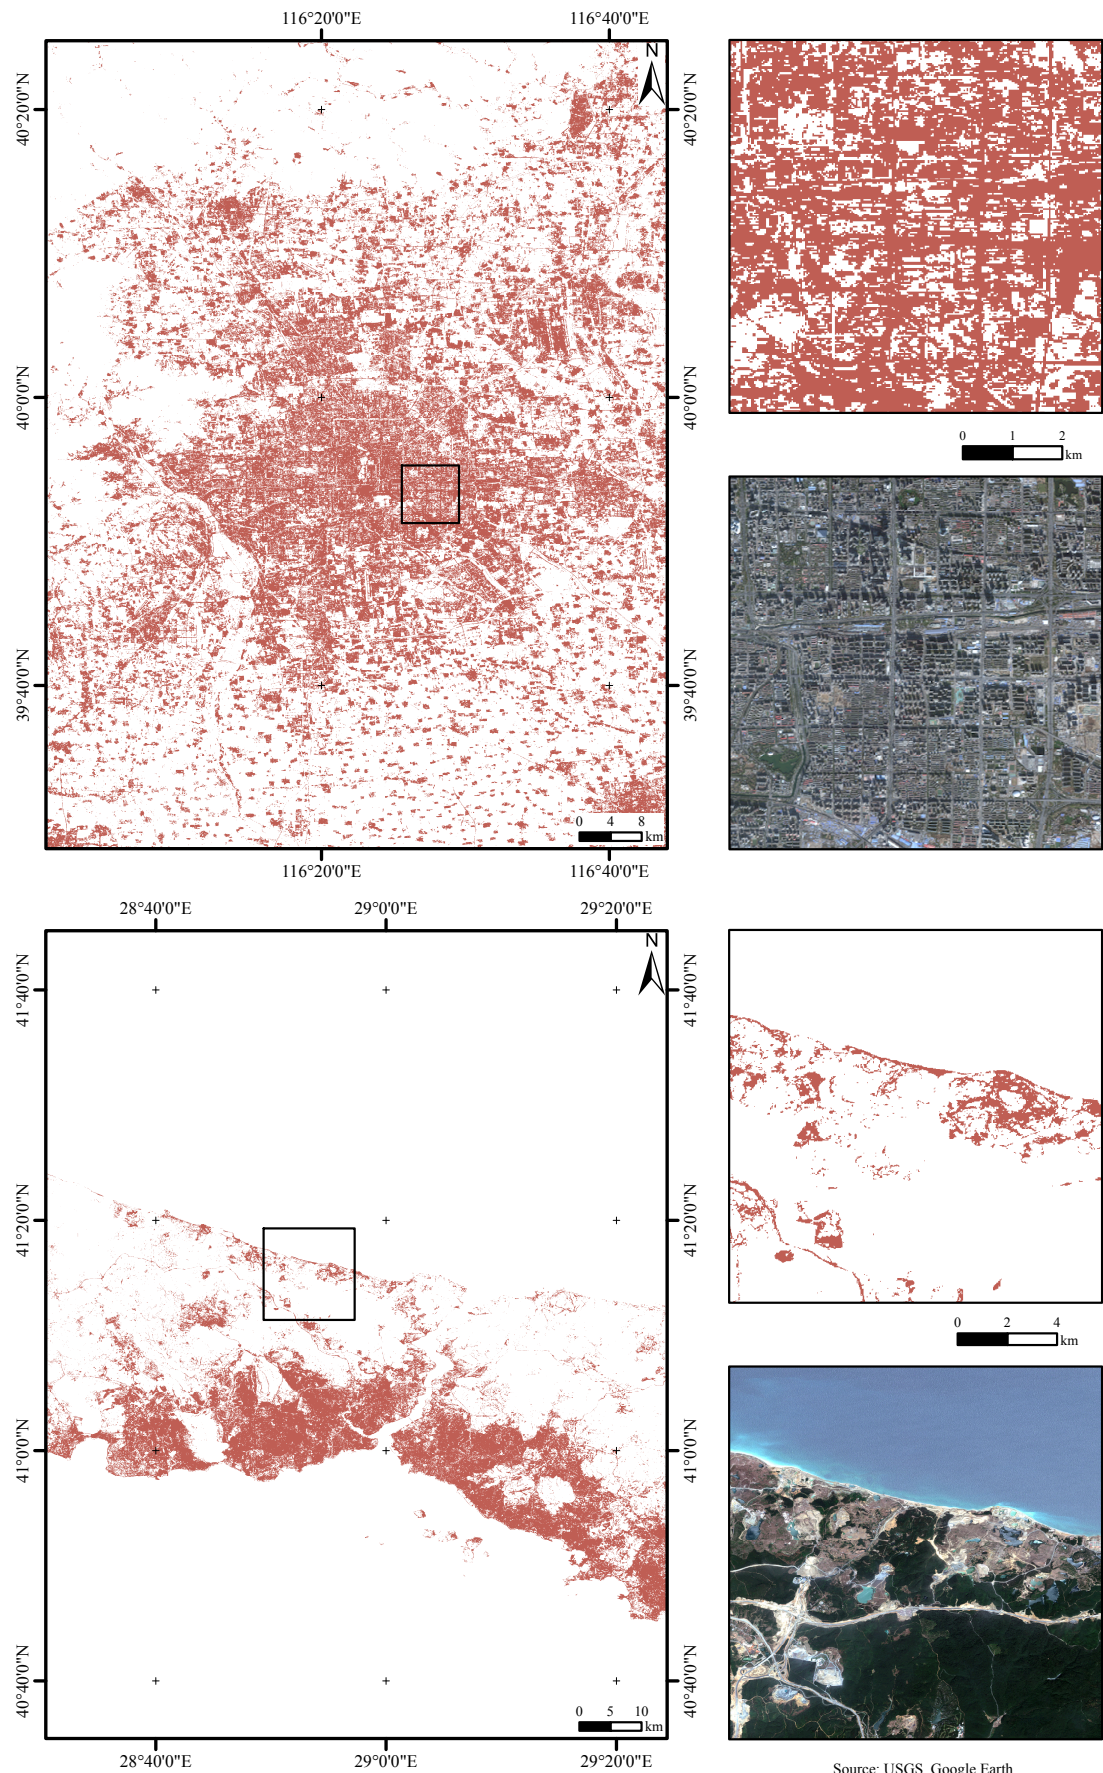 116°20'0"E 116°40'0"E
N
40°20'0"N 40°20'0"N
40°0'0"N 40°0'0"N
0 1 2
km
39°40'0"N 39°40'0"N
0 4 8
km
116°20'0"E 116°40'0"E
28°40'0"E 29°0'0"E 29°20'0"E
N
41°40'0"N 41°40'0"N
41°20'0"N 41°20'0"N
0 2 4
km
41°0'0"N 41°0'0"N
40°40'0"N 40°40'0"N
0 5 10
km
28°40'0"E 29°0'0"E 29°20'0"E
Source: USGS, Google Earth